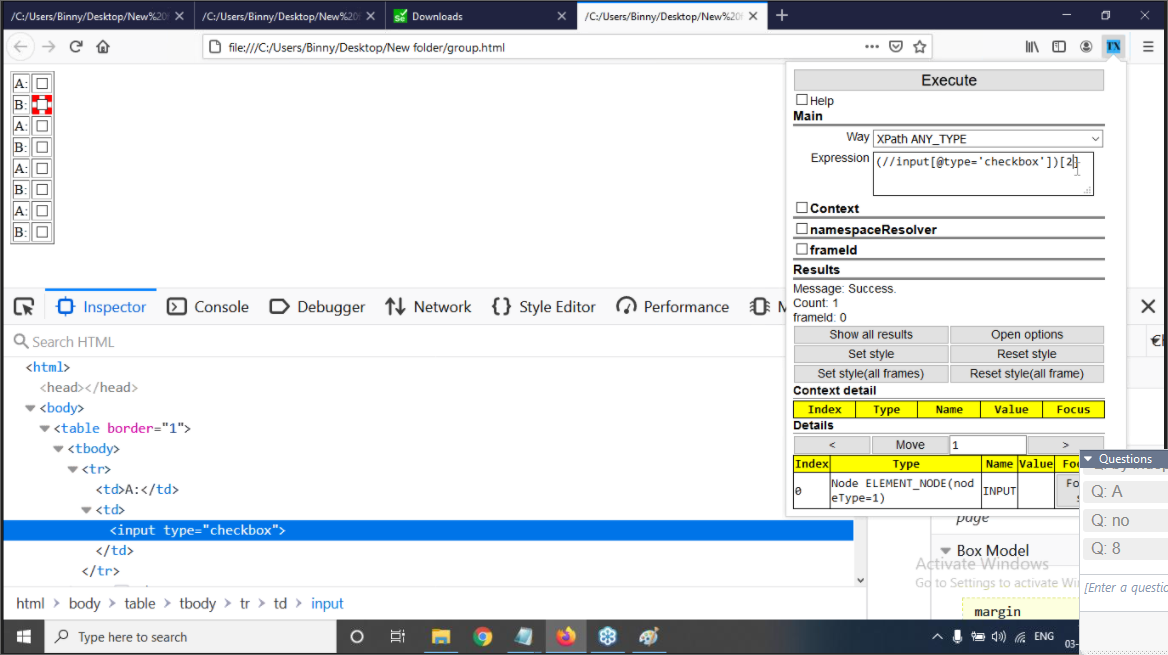 /C:/Users/Binny/Desktop/New%20
/C:/Users/Binny/Desktop/New%20
Downloads
/C:/Users/Binny/Desktop/New%20
file:///C:/Users/Binny/Desktop/New folder/group.html
TX
A:
B:
A:
B:
A:
B:
A:
B:
Execute
Help
Main
Way
XPath ANY_TYPE
Expression
(//input[@type='checkbox'])[2]
Context
namespaceResolver
frameId
Results
Message: Success.
Count: 1
frameId: 0
Show all results
Open options
Set style
Reset style
Set style(all frames)
Reset style(all frame)
Context detail
Index Type Name Value Focus
Details
< Move 1 >
Index Type Name Value
0 Node ELEMENT_NODE(nod
eType=1) INPUT
Inspector
Console
Debugger
Network
Style Editor
Performance
M
Search HTML
<html>
<head></head>
<body>
<table border="1">
<tbody>
<tr>
<td>A:</td>
<td>
<input type="checkbox">
</td>
</tr>
html > body > table > tbody > tr > td > input
page
Box Model
margin
Activate Windows
Go to Settings to activate Wi
Questions
Q: A
Q: no
Q: 8
[Enter a questio
Type here to search
ENG
03-